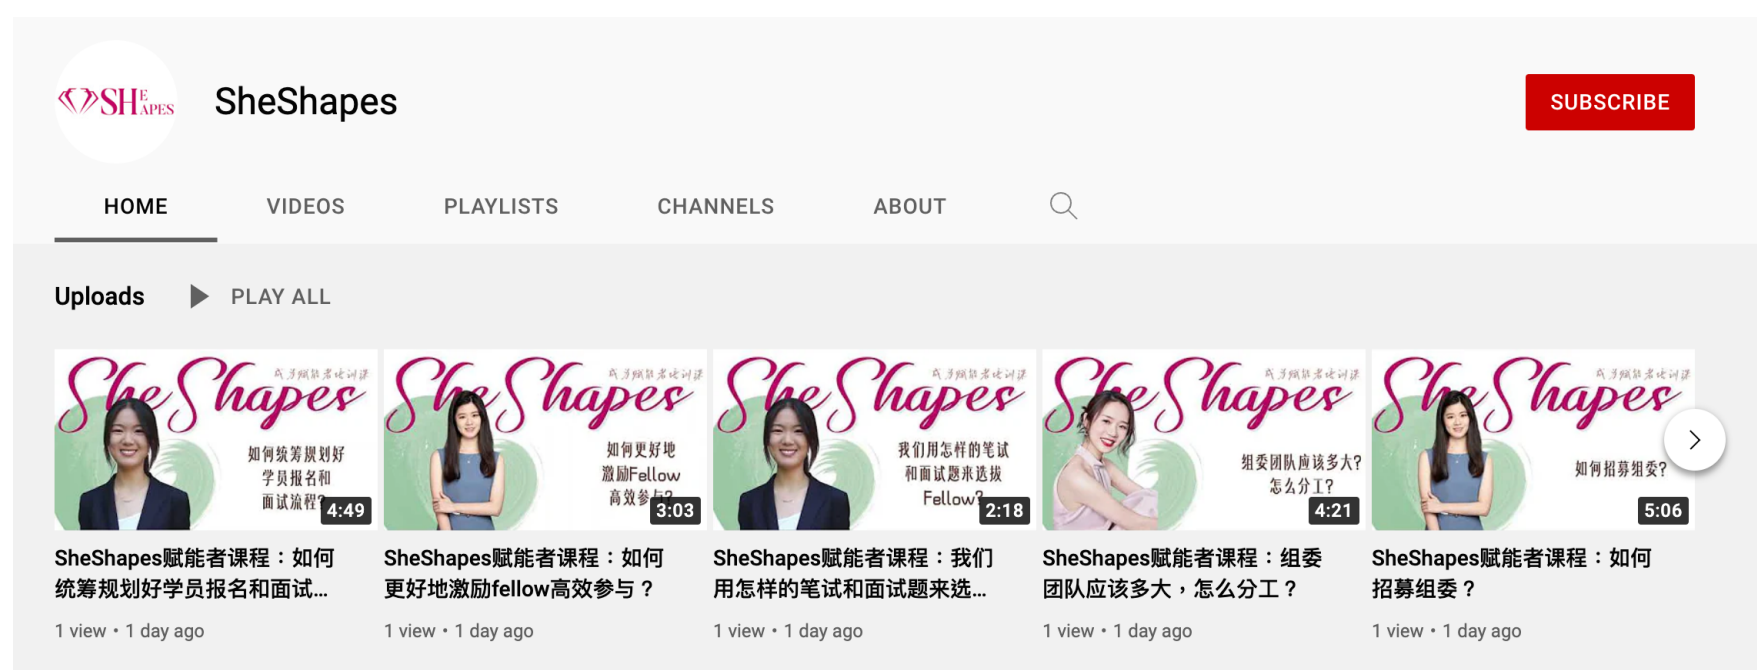 SHE
APES
SheShapes
SUBSCRIBE
HOME
VIDEOS
PLAYLISTS
CHANNELS
ABOUT
Uploads
PLAY ALL
SheShapes
如何统筹规划好
学员报名和
面试流程?
4:49
SheShapes赋能者课程：如何
统筹规划好学员报名和面试...
1 view • 1 day ago
SheShapes
如何更好地
激励Fellow
高效参与?
3:03
SheShapes赋能者课程：如何
更好地激励fellow高效参与？
1 view • 1 day ago
SheShapes
我们用怎样的笔试
和面试题来选拔
Fellow?
2:18
SheShapes赋能者课程：我们
用怎样的笔试和面试题来选...
1 view • 1 day ago
SheShapes
组委团队应该多大?
怎么分工?
4:21
SheShapes赋能者课程：组委
团队应该多大，怎么分工？
1 view • 1 day ago
SheShapes
如何招募组委?
5:06
SheShapes赋能者课程：如何
招募组委？
1 view • 1 day ago